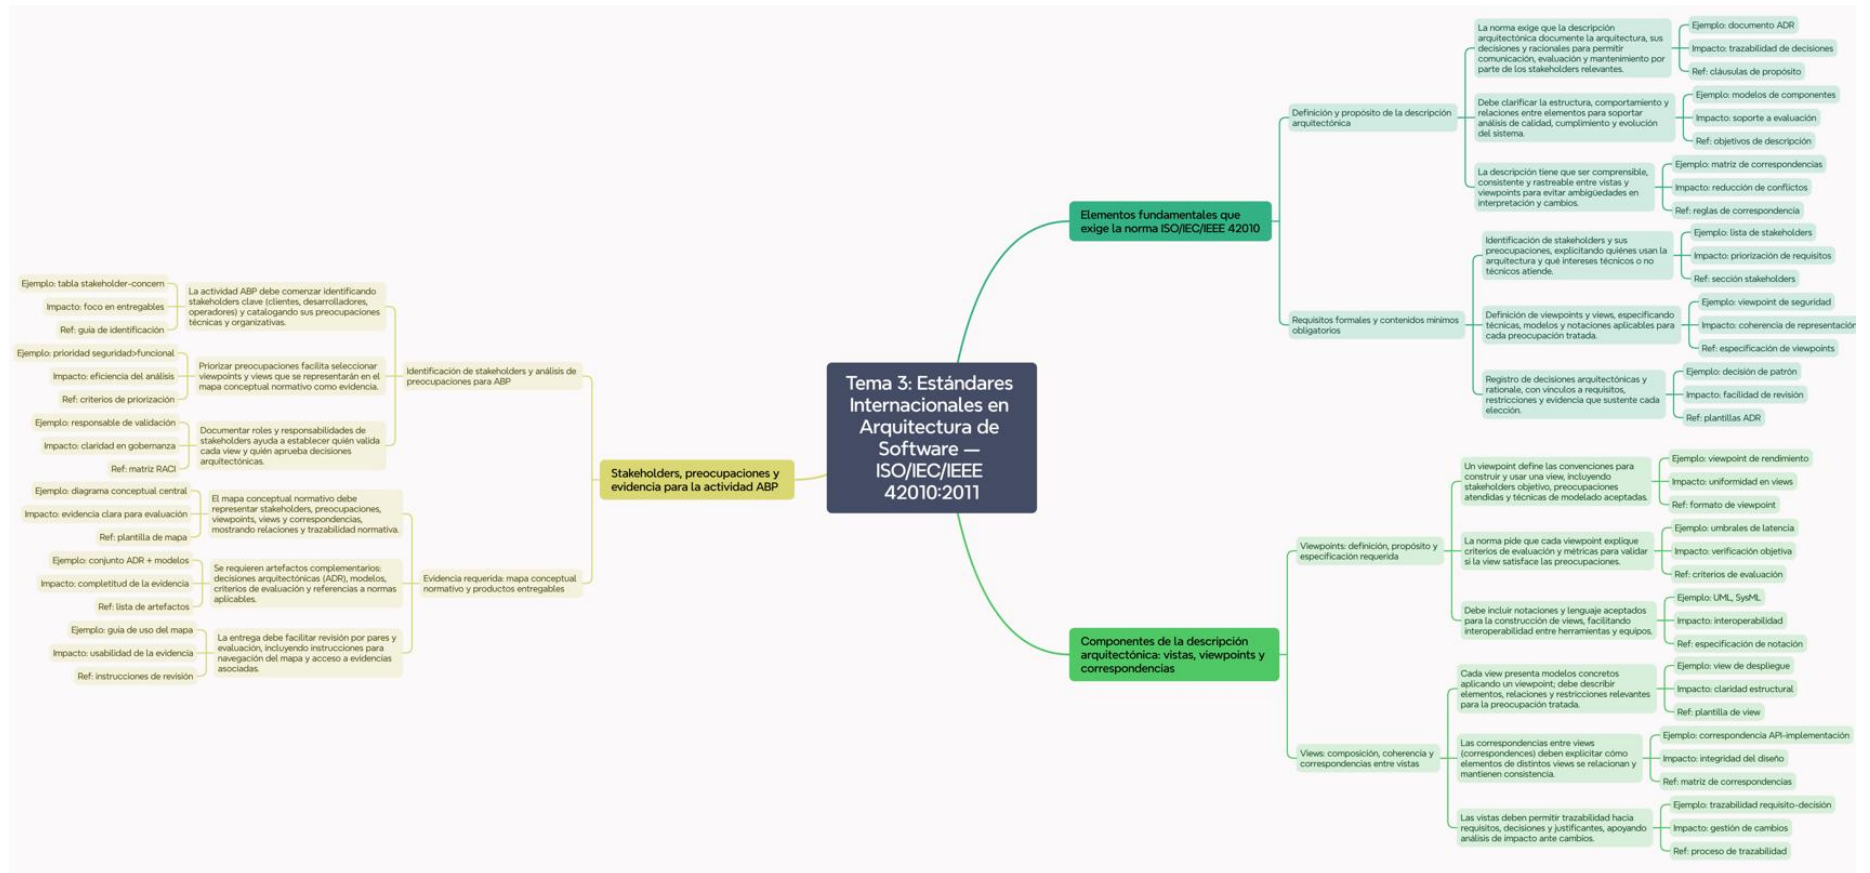 Tema 3: Estándares
Internacionales en
Arquitectura de
Software —
ISO/IEC/IEEE
42010:2011
Elementos fundamentales que
exige la norma ISO/IEC/IEEE 42010
Definición y propósito de la descripción
arquitectónica
La norma exige que la descripción
arquitectónica documente la arquitectura, sus
decisiones y racionales para permitir
comunicación, evaluación y mantenimiento por
parte de los stakeholders relevantes.
Ejemplo: documento ADR
Impacto: trazabilidad de decisiones
Ref: cláusulas de propósito
Debe clarificar la estructura, comportamiento y
relaciones entre elementos para soportar
análisis de calidad, cumplimiento y evolución
del sistema.
Ejemplo: modelos de componentes
Impacto: soporte a evaluación
Ref: objetivos de descripción
La descripción tiene que ser comprensible,
consistente y rastreable entre vistas y
viewpoints para evitar ambigüedades en
interpretación y cambios.
Ejemplo: matriz de correspondencias
Impacto: reducción de conflictos
Ref: reglas de correspondencia
Requisitos formales y contenidos mínimos
obligatorios
Identificación de stakeholders y sus
preocupaciones, explicitando quiénes usan la
arquitectura y qué intereses técnicos o no
técnicos atiende.
Ejemplo: lista de stakeholders
Impacto: priorización de requisitos
Ref: sección stakeholders
Definición de viewpoints y views, especificando
técnicas, modelos y notaciones aplicables para
cada preocupación tratada.
Ejemplo: viewpoint de seguridad
Impacto: coherencia de representación
Ref: especificación de viewpoints
Registro de decisiones arquitectónicas y
rationale, con vínculos a requisitos,
restricciones y evidencia que sustente cada
elección.
Ejemplo: decisión de patrón
Impacto: facilidad de revisión
Ref: plantillas ADR
Componentes de la descripción
arquitectónica: vistas, viewpoints y
correspondencias
Viewpoints: definición, propósito y
especificación requerida
Un viewpoint define las convenciones para
construir y usar una view, incluyendo
stakeholders objetivo, preocupaciones
atendidas y técnicas de modelado aceptadas.
Ejemplo: viewpoint de rendimiento
Impacto: uniformidad en views
Ref: formato de viewpoint
La norma pide que cada viewpoint explique
criterios de evaluación y métricas para validar
si la view satisface las preocupaciones.
Ejemplo: umbrales de latencia
Impacto: verificación objetiva
Ref: criterios de evaluación
Debe incluir notaciones y lenguaje aceptados
para la construcción de views, facilitando
interoperabilidad entre herramientas y equipos.
Ejemplo: UML, SysML
Impacto: interoperabilidad
Ref: especificación de notación
Views: composición, coherencia y
correspondencias entre vistas
Cada view presenta modelos concretos
aplicando un viewpoint; debe describir
elementos, relaciones y restricciones relevantes
para la preocupación tratada.
Ejemplo: view de despliegue
Impacto: claridad estructural
Ref: plantilla de view
Las correspondencias entre views
(correspondences) deben explicitar cómo
elementos de distintos views se relacionan y
mantienen consistencia.
Ejemplo: correspondencia API-implementación
Impacto: integridad del diseño
Ref: matriz de correspondencias
Las vistas deben permitir trazabilidad hacia
requisitos, decisiones y justificantes, apoyando
análisis de impacto ante cambios.
Ejemplo: trazabilidad requisito-decisión
Impacto: gestión de cambios
Ref: proceso de trazabilidad
Stakeholders, preocupaciones y
evidencia para la actividad ABP
Identificación de stakeholders y análisis de
preocupaciones para ABP
La actividad ABP debe comenzar identificando
stakeholders clave (clientes, desarrolladores,
operadores) y catalogando sus preocupaciones
técnicas y organizativas.
Ejemplo: tabla stakeholder-concern
Impacto: foco en entregables
Ref: guía de identificación
Priorizar preocupaciones facilita seleccionar
viewpoints y views que se representarán en el
mapa conceptual normativo como evidencia.
Ejemplo: prioridad seguridad>funcional
Impacto: eficiencia del análisis
Ref: criterios de priorización
Documentar roles y responsabilidades de
stakeholders ayuda a establecer quién valida
cada view y quién aprueba decisiones
arquitectónicas.
Ejemplo: responsable de validación
Impacto: claridad en gobernanza
Ref: matriz RACI
Evidencia requerida: mapa conceptual
normativo y productos entregables
El mapa conceptual normativo debe
representar stakeholders, preocupaciones,
viewpoints, views y correspondencias,
mostrando relaciones y trazabilidad normativa.
Ejemplo: diagrama conceptual central
Impacto: evidencia clara para evaluación
Ref: plantilla de mapa
Se requieren artefactos complementarios:
decisiones arquitectónicas (ADR), modelos,
criterios de evaluación y referencias a normas
aplicables.
Ejemplo: conjunto ADR + modelos
Impacto: completitud de la evidencia
Ref: lista de artefactos
La entrega debe facilitar revisión por pares y
evaluación, incluyendo instrucciones para
navegación del mapa y acceso a evidencias
asociadas.
Ejemplo: guía de uso del mapa
Impacto: usabilidad de la evidencia
Ref: instrucciones de revisión